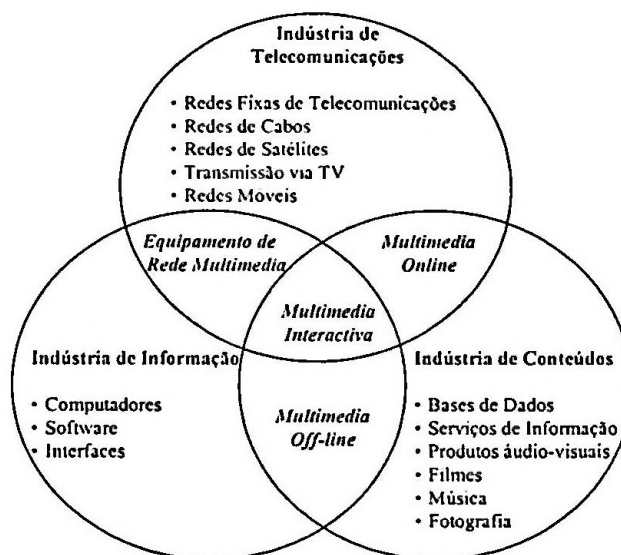 Indústria de
Telecomunicações
• Redes Fixas de Telecomunicações
• Redes de Cabos
• Redes de Satélites
• Transmissão via TV
• Redes Móveis
Equipamento de
Rede Multimedia
Multimedia
Online
Multimedia
Interactiva
Indústria de Informação
• Computadores
• Software
• Interfaces
Multimedia
Off-line
Indústria de Conteúdos
• Bases de Dados
• Serviços de Informação
• Produtos áudio-visuais
• Filmes
• Música
• Fotografia